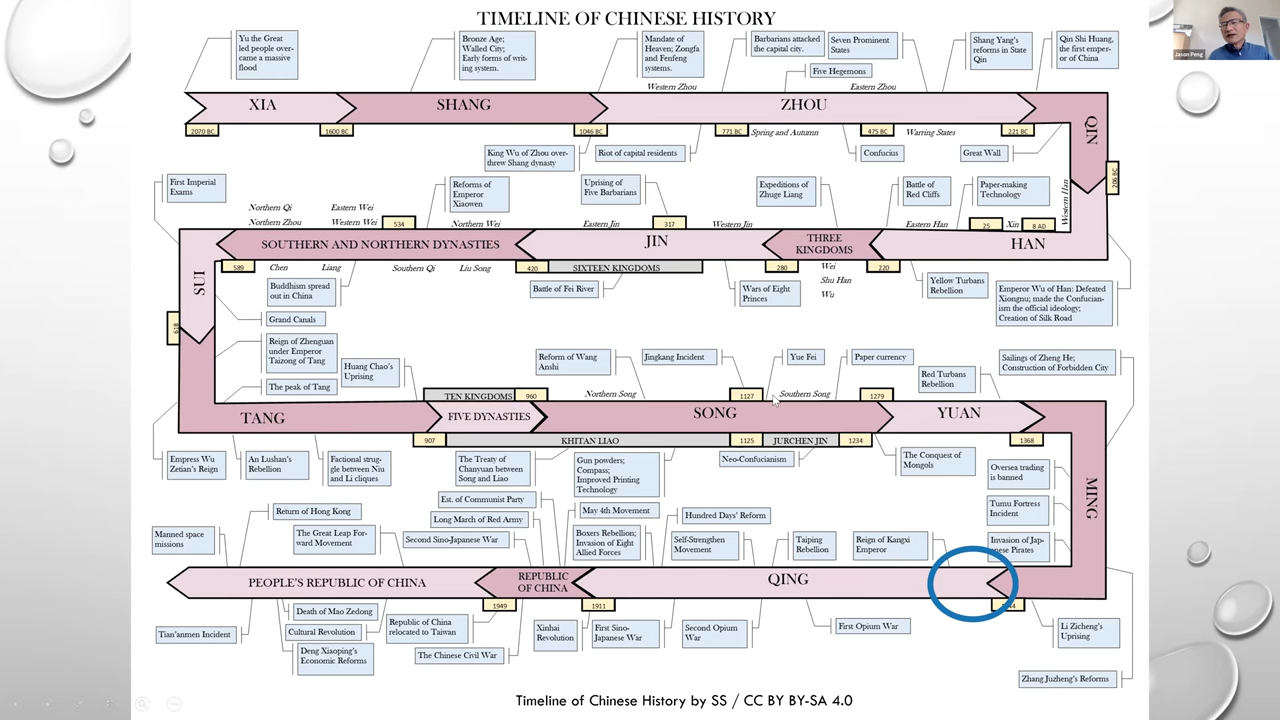 TIMELINE OF CHINESE HISTORY
Jason Peng
Yu the Great
led people over-
came a massive
flood
Bronze Age;
Walled City;
Early forms of writ-
ing system.
Mandate of
Heaven; Zongfa
and Fenfeng
systems.
Barbarians attacked
the capital city.
Seven Prominent
States
Five Hegemons
Shang Yang's
reforms in State
Qin
Qin Shi Huang,
the first emper-
or of China
Western Zhou
Eastern Zhou
XIA
SHANG
ZHOU
QIN
2070 BC
1600 BC
1046 BC
771 BC
Spring and Autumn
475 BC
Warring States
221 BC
206 BC
King Wu of Zhou over-
threw Shang dynasty
Riot of capital residents
Confucius
Great Wall
First Imperial
Exams
Reforms of
Emperor
Xiaowen
Uprising of
Five Barbarians
Expeditions of
Zhuge Liang
Battle of
Red Cliffs
Paper-making
Technology
Western Han
Northern Qi
Eastern Wei
Northern Zhou
Western Wei
534
Northern Wei
Eastern Jin
317
Western Jin
Eastern Han
25
Xin
8 AD
SOUTHERN AND NORTHERN DYNASTIES
JIN
THREE
KINGDOMS
HAN
SUI
589
Chen
Liang
Southern Qi
Liu Song
420
SIXTEEN KINGDOMS
280
Wei
Shu Han
Wu
220
Buddhism spread
out in China
Battle of Fei River
Wars of Eight
Princes
Yellow Turbans
Rebellion
Emperor Wu of Han: Defeated
Xiongnu; made the Confucian-
ism the official ideology;
Creation of Silk Road
618
Grand Canals
Reign of Zhenguan
under Emperor
Taizong of Tang
The peak of Tang
Huang Chao's
Uprising
Reform of Wang
Anshi
Jingkang Incident
Yue Fei
Paper currency
Red Turbans
Rebellion
Sailings of Zheng He;
Construction of Forbidden City
TEN KINGDOMS
960
Northern Song
1127
Southern Song
1279
TANG
FIVE DYNASTIES
SONG
YUAN
907
KHITAN LIAO
1125
JURCHEN JIN
1234
1368
MING
Empress Wu
Zetian's Reign
An Lushan's
Rebellion
Factional strug-
gle between Niu
and Li cliques
The Treaty of
Chanyuan between
Song and Liao
Gun powders;
Compass;
Improved Printing
Technology
Neo-Confucianism
The Conquest of
Mongols
Oversea trading
is banned
Tumu Fortress
Incident
Invasion of Jap-
anese Pirates
Manned space
missions
Return of Hong Kong
The Great Leap For-
ward Movement
Est. of Communist Party
Long March of Red Army
Second Sino-Japanese War
May 4th Movement
Boxers Rebellion;
Invasion of Eight
Allied Forces
Hundred Days' Reform
Self-Strengthen
Movement
Taiping
Rebellion
Reign of Kangxi
Emperor
PEOPLE'S REPUBLIC OF CHINA
REPUBLIC
OF CHINA
QING
1949
1911
Tian'anmen Incident
Death of Mao Zedong
Cultural Revolution
Deng Xiaoping's
Economic Reforms
Republic of China
relocated to Taiwan
The Chinese Civil War
Xinhai
Revolution
First Sino-
Japanese War
Second Opium
War
First Opium War
Li Zicheng's
Uprising
Zhang Juzheng's Reforms
Timeline of Chinese History by SS / CC BY BY-SA 4.0